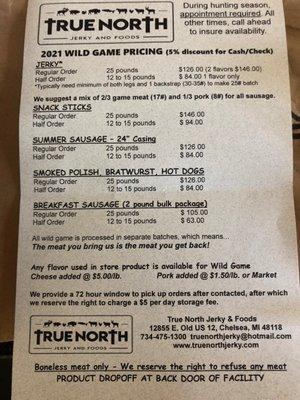 TRUE NORTH
JERKY AND FOODS
During hunting season,
appointment required. All
other times, call ahead
to insure availability.
2021 WILD GAME PRICING (5% discount for Cash/Check)
JERKY*
Regular Order 25 pounds $126.00 (2 flavors $146.00)
Half Order 12 to 15 pounds $ 84.00 1 flavor only
*Typically need minimum of both legs and 1 backstrap (30-35#) to make 25# batch
We suggest a mix of 2/3 game meat (17#) and 1/3 pork (8#) for all sausage.
SNACK STICKS
Regular Order 25 pounds $146.00
Half Order 12 to 15 pounds $ 94.00
SUMMER SAUSAGE - 24" Casing
Regular Order 25 pounds $126.00
Half Order 12 to 15 pounds $ 84.00
SMOKED POLISH, BRATWURST, HOT DOGS
Regular Order 25 pounds $126.00
Half Order 12 to 15 pounds $ 84.00
BREAKFAST SAUSAGE (2 pound bulk package)
Regular Order 25 pounds $ 105.00
Half Order 12 to 15 pounds $ 63.00
All wild game is processed in separate batches, which means...
The meat you bring us is the meat you get back!
Any flavor used in store product is available for Wild Game
Cheese added @ $5.00/lb. Pork added @ $1.50/lb. or Market
We provide a 72 hour window to pick up orders after contacted, after which
we reserve the right to charge a $5 per day storage fee.
TRUE NORTH
JERKY AND FOODS
True North Jerky & Foods
12855 E. Old US 12, Chelsea, MI 48118
734-475-1300 truenorthjerky@hotmail.com
www.truenorthjerky.com
Boneless meat only - We reserve the right to refuse any meat
PRODUCT DROPOFF AT BACK DOOR OF FACILITY